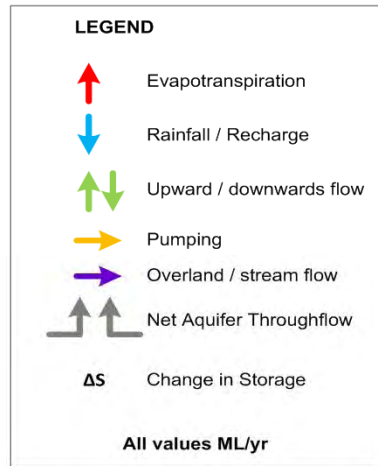 LEGEND
Evapotranspiration
Rainfall / Recharge
Upward / downwards flow
Pumping
Overland / stream flow
Net Aquifer Throughflow
ΔS Change in Storage
All values ML/yr